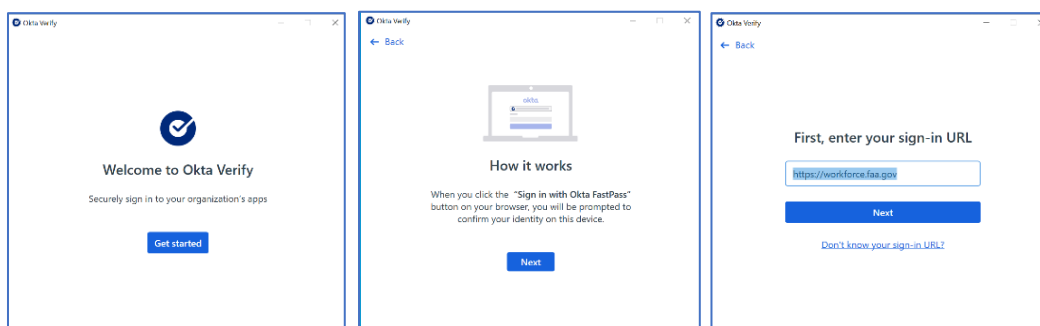 Okta Verify
Welcome to Okta Verify
Securely sign in to your organization's apps
Get started
Okta Verify
← Back
okta
How it works
When you click the "Sign in with Okta FastPass"
button on your browser, you will be prompted to
confirm your identity on this device.
Next
Okta Verify
← Back
First, enter your sign-in URL
https://workforce.faa.gov
Next
Don't know your sign-in URL?